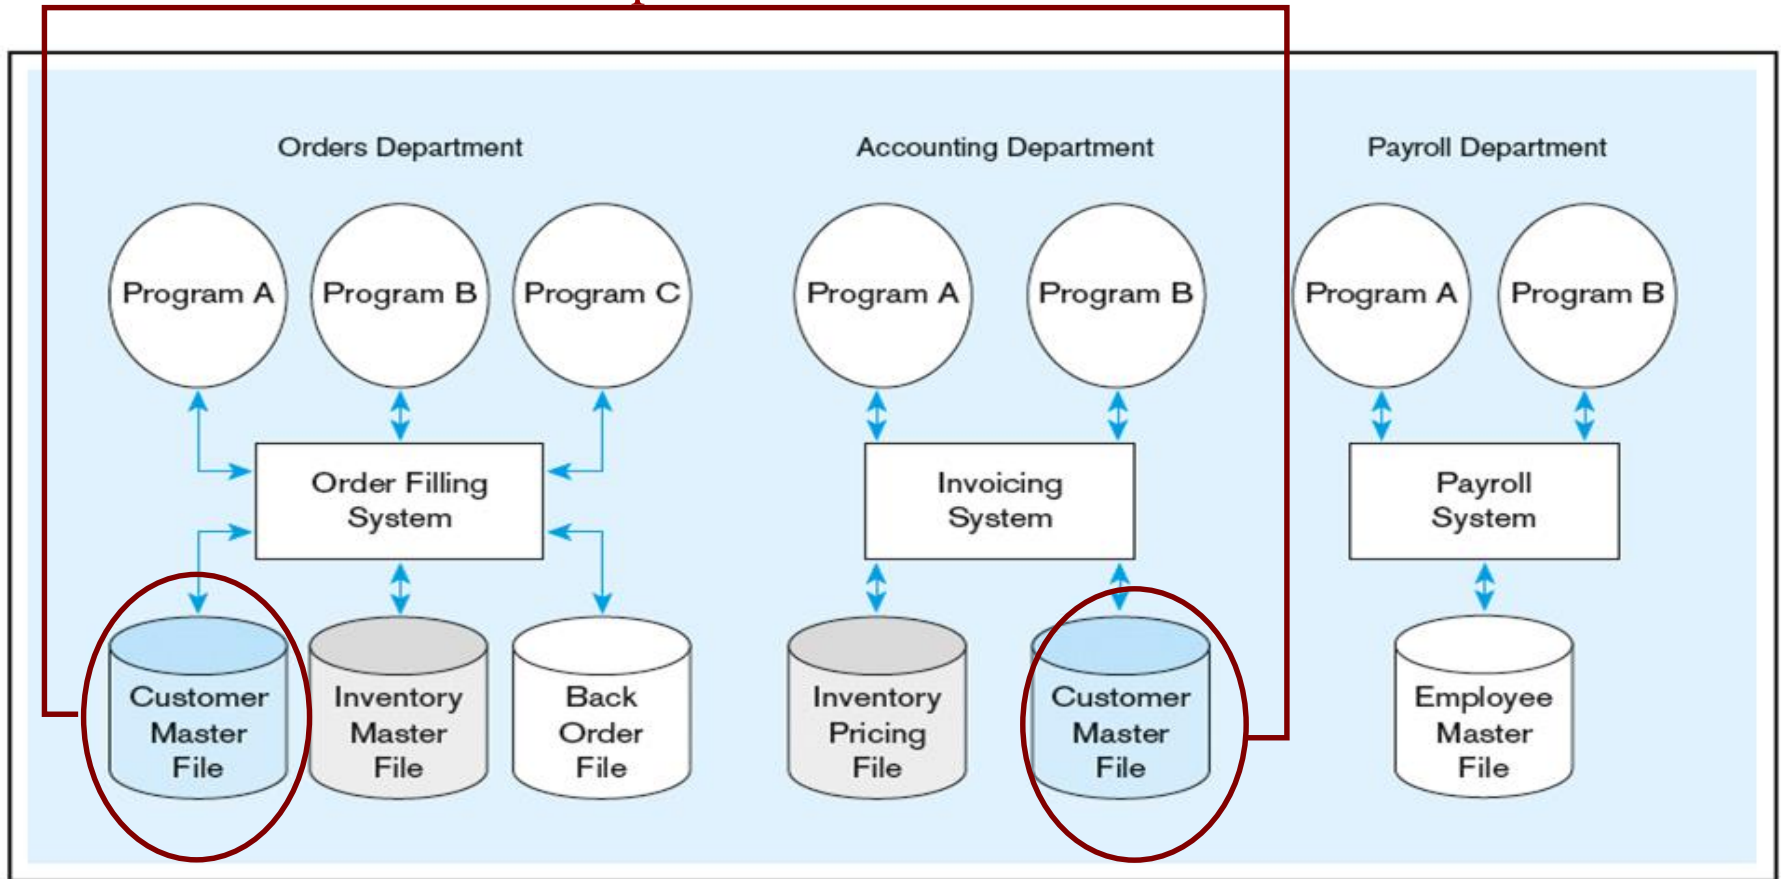 Orders Department
Accounting Department
Payroll Department
Program A
Program B
Program C
Program A
Program B
Program A
Program B
Order Filling
System
Invoicing
System
Payroll
System
Customer
Master
File
Inventory
Master
File
Back
Order
File
Inventory
Pricing
File
Customer
Master
File
Employee
Master
File